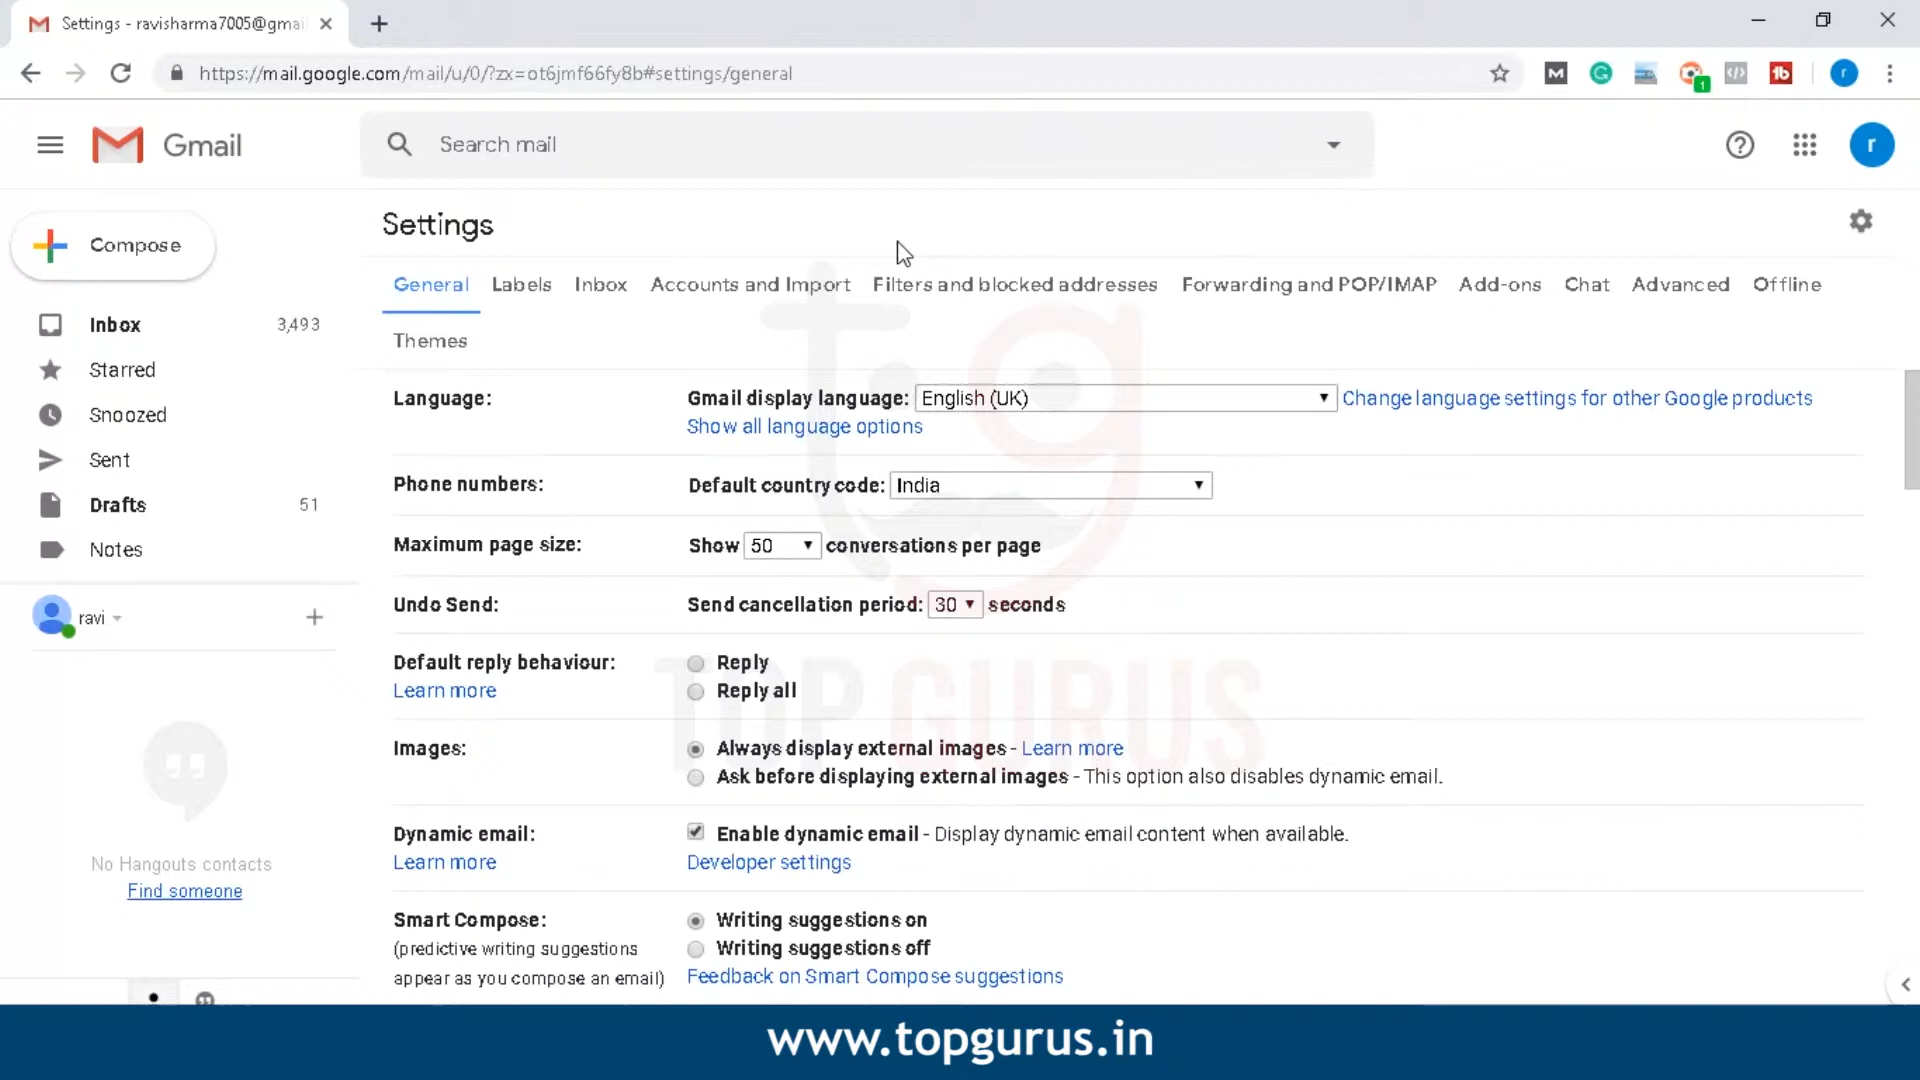 Settings - ravisharma7005@gmai
https://mail.google.com/mail/u/0/?zx=ot6jmf66fy8b#settings/general
Gmail
Search mail
Settings
Compose
General Labels Inbox Accounts and Import Filters and blocked addresses Forwarding and POP/IMAP Add-ons Chat Advanced Offline
Themes
Inbox 3,493
Starred
Snoozed
Sent
Drafts 51
Notes
ravi
No Hangouts contacts
Find someone
Language: Gmail display language: English (UK) Change language settings for other Google products
Show all language options
Phone numbers: Default country code: India
Maximum page size: Show 50 conversations per page
Undo Send: Send cancellation period: 30 seconds
Default reply behaviour: Reply
Learn more Reply all
Images: Always display external images - Learn more
Ask before displaying external images - This option also disables dynamic email.
Dynamic email: Enable dynamic email - Display dynamic email content when available.
Learn more Developer settings
Smart Compose: Writing suggestions on
(predictive writing suggestions Writing suggestions off
appear as you compose an email) Feedback on Smart Compose suggestions
tg
TOP GURUS
M
G
1
</>
tb
r
r
www.topgurus.in